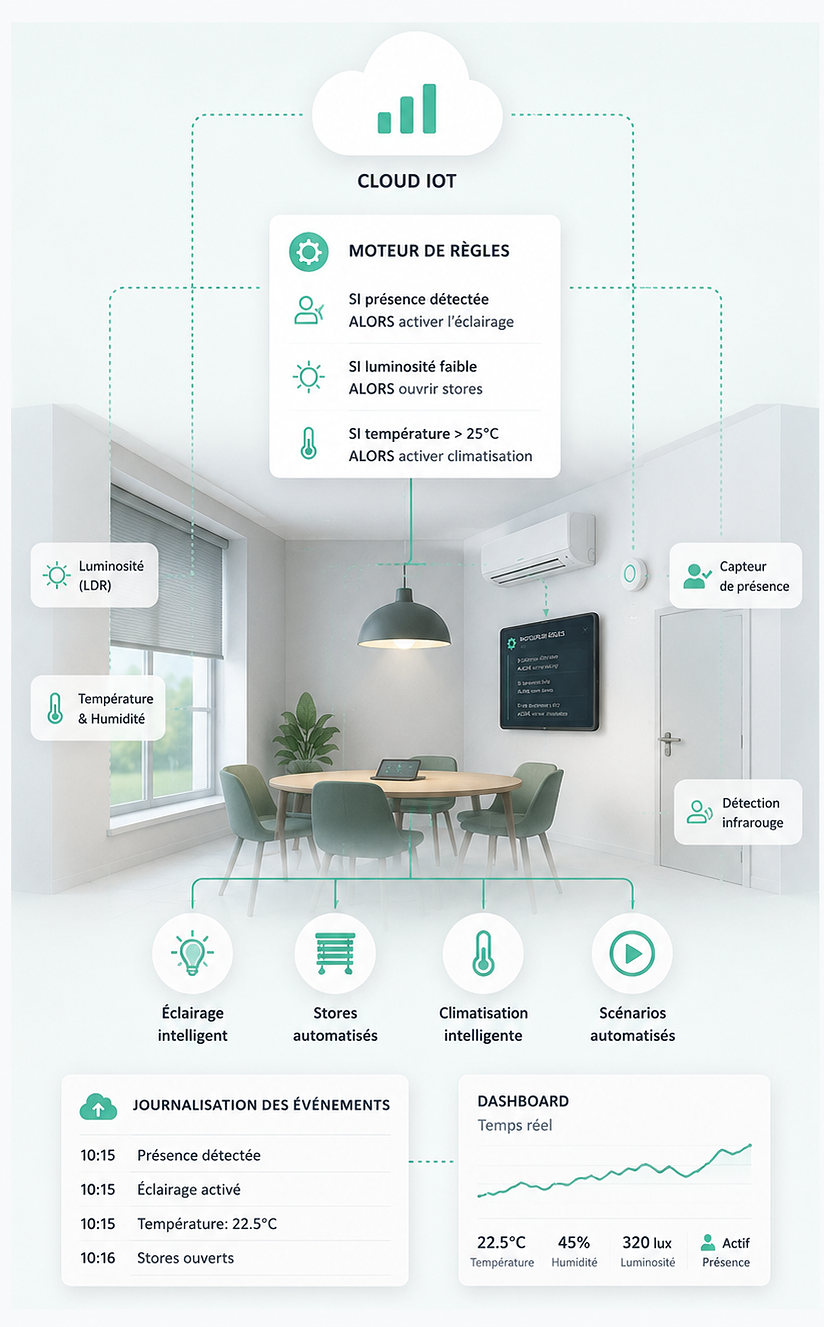 CLOUD IOT
MOTEUR DE RÈGLES
SI présence détectée
ALORS activer l'éclairage
SI luminosité faible
ALORS ouvrir stores
SI température > 25°C
ALORS activer climatisation
Luminosité
(LDR)
Capteur
de présence
Température
& Humidité
Détection
infrarouge
Éclairage
intelligent
Stores
automatisés
Climatisation
intelligente
Scénarios
automatisés
JOURNALISATION DES ÉVÉNEMENTS
10:15 Présence détectée
10:15 Éclairage activé
10:15 Température: 22.5°C
10:16 Stores ouverts
DASHBOARD
Temps réel
22.5°C 45% 320 lux Actif
Température Humidité Luminosité Présence